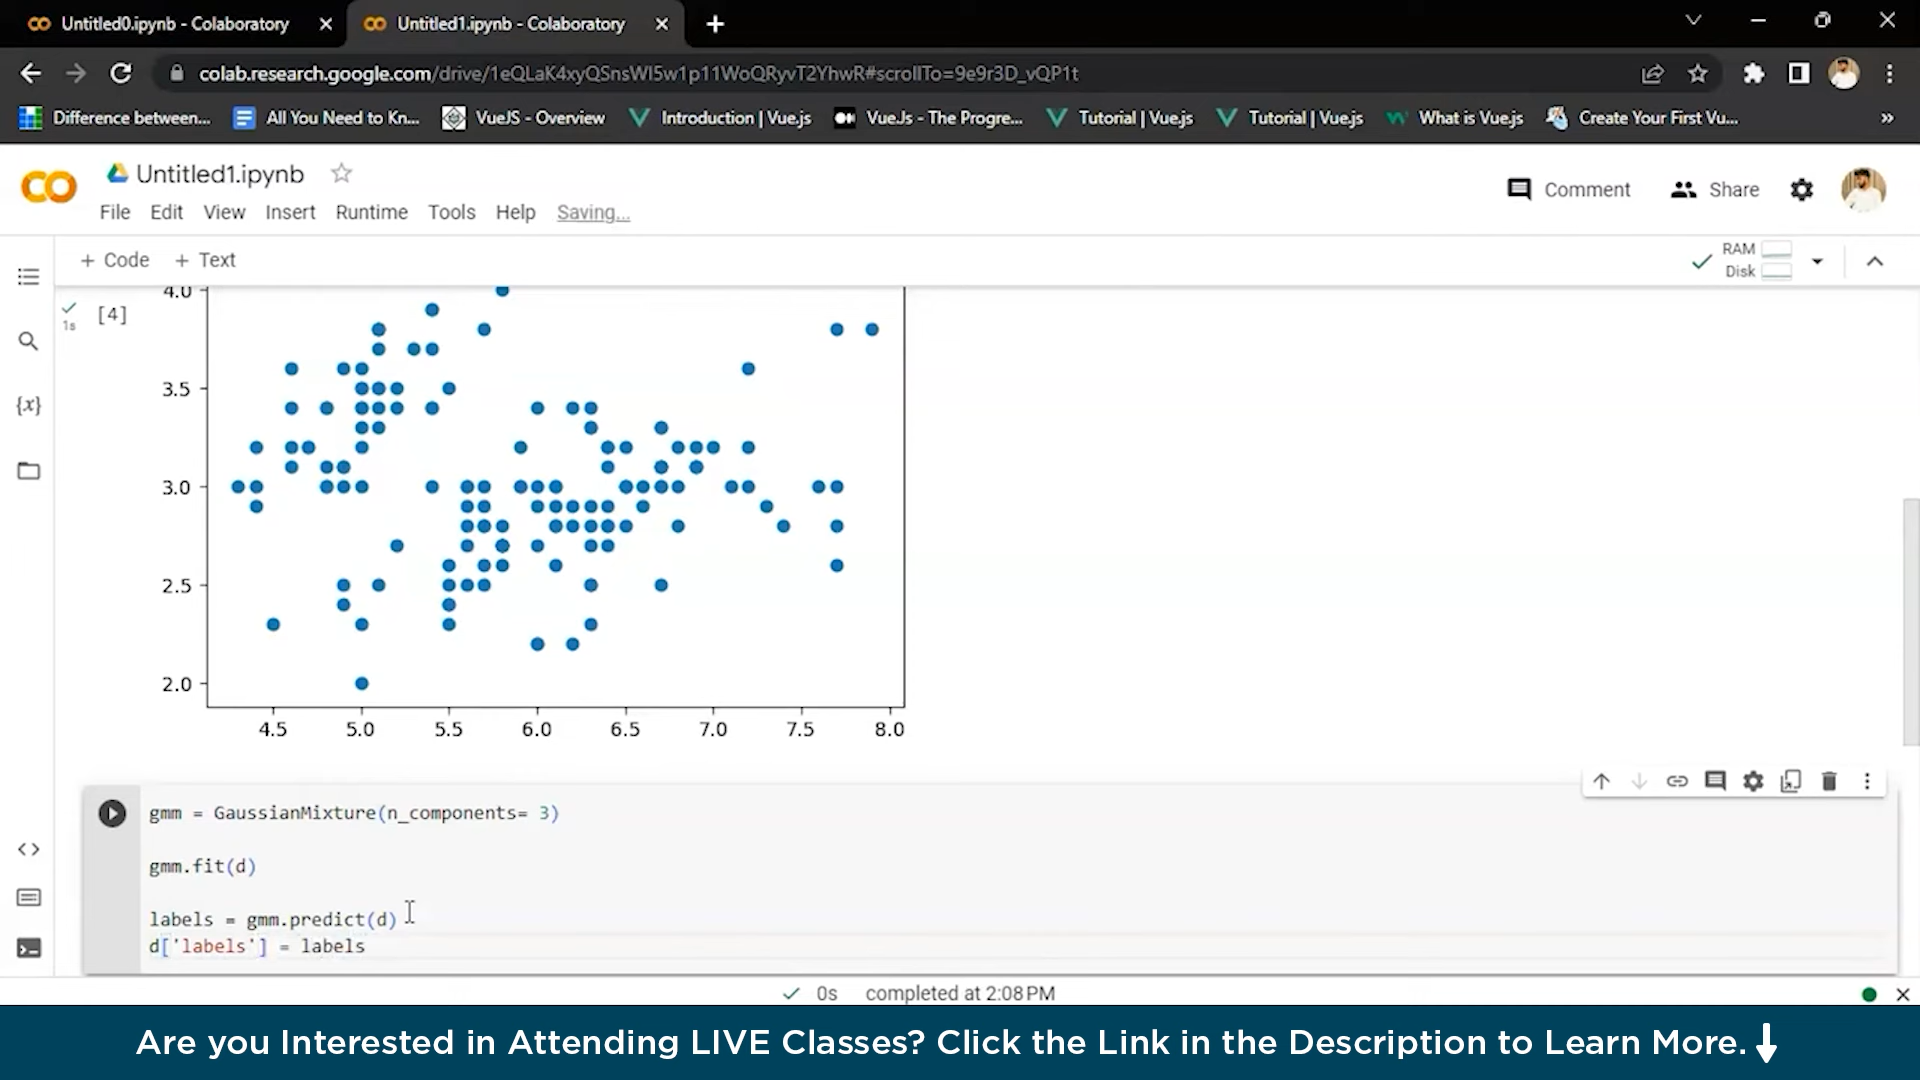 Untitled0.ipynb - Colaboratory
Untitled1.ipynb - Colaboratory
colab.research.google.com/drive/1eQLaK4xyQSnsWl5w1p11WoQRyvT2YhwR#scrollTo=9e9r3D_vQP1t
Difference between...
All You Need to Kn...
VueJS - Overview
Introduction | Vue.js
VueJs - The Progre...
Tutorial | Vue.js
Tutorial | Vue.js
What is Vue.js
Create Your First Vu...
»
CO
Untitled1.ipynb
Comment
Share
File Edit View Insert Runtime Tools Help Saving...
+ Code + Text
RAM
Disk
1s
[4]
4.0
3.5
3.0
2.5
2.0
4.5 5.0 5.5 6.0 6.5 7.0 7.5 8.0
{x}
gmm = GaussianMixture(n_components= 3)
gmm.fit(d)
labels = gmm.predict(d)
d['labels'] = labels
0s completed at 2:08 PM
Are you Interested in Attending LIVE Classes? Click the Link in the Description to Learn More.